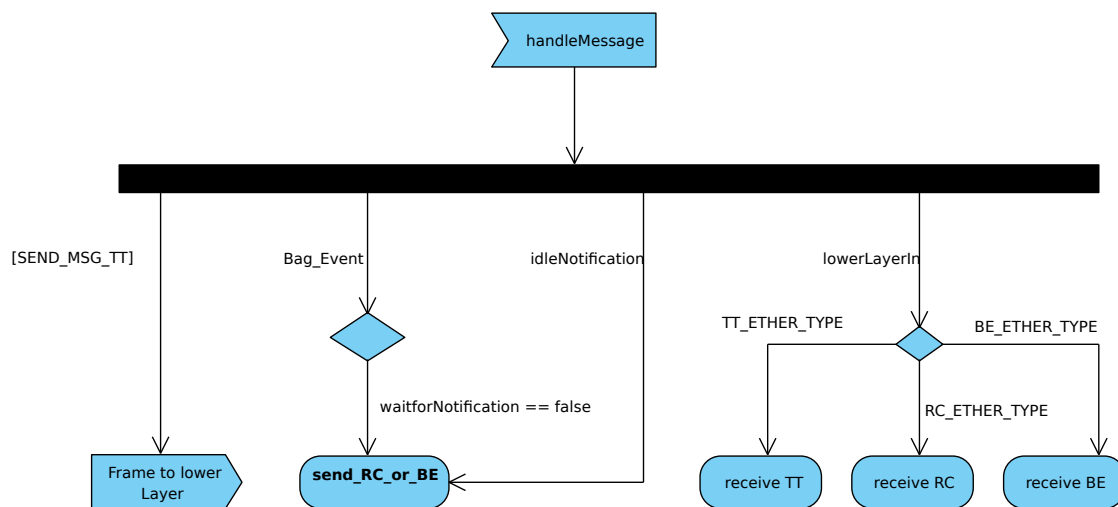 handleMessage
[SEND_MSG_TT]
Bag_Event
idleNotification
lowerLayerIn
TT_ETHER_TYPE
BE_ETHER_TYPE
waitforNotification == false
RC_ETHER_TYPE
Frame to lower
Layer
send_RC_or_BE
receive TT
receive RC
receive BE